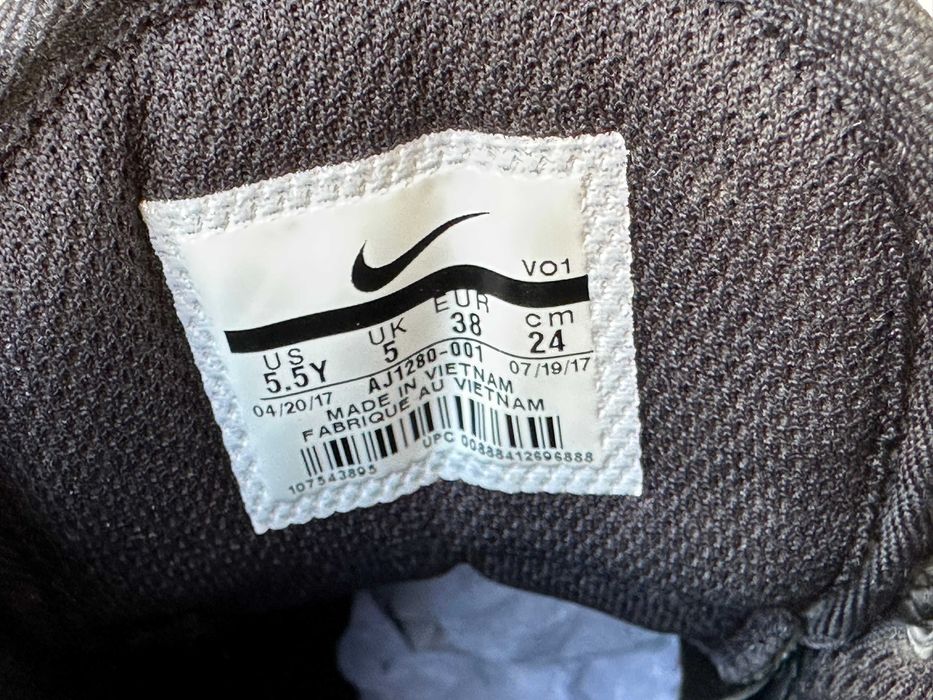 VO1
US UK EUR cm
5.5Y 5 38 24
04/20/17 AJ1280-001 07/19/17
MADE IN VIETNAM
FABRIQUE AU VIETNAM
107543895 UPC 00888412696888